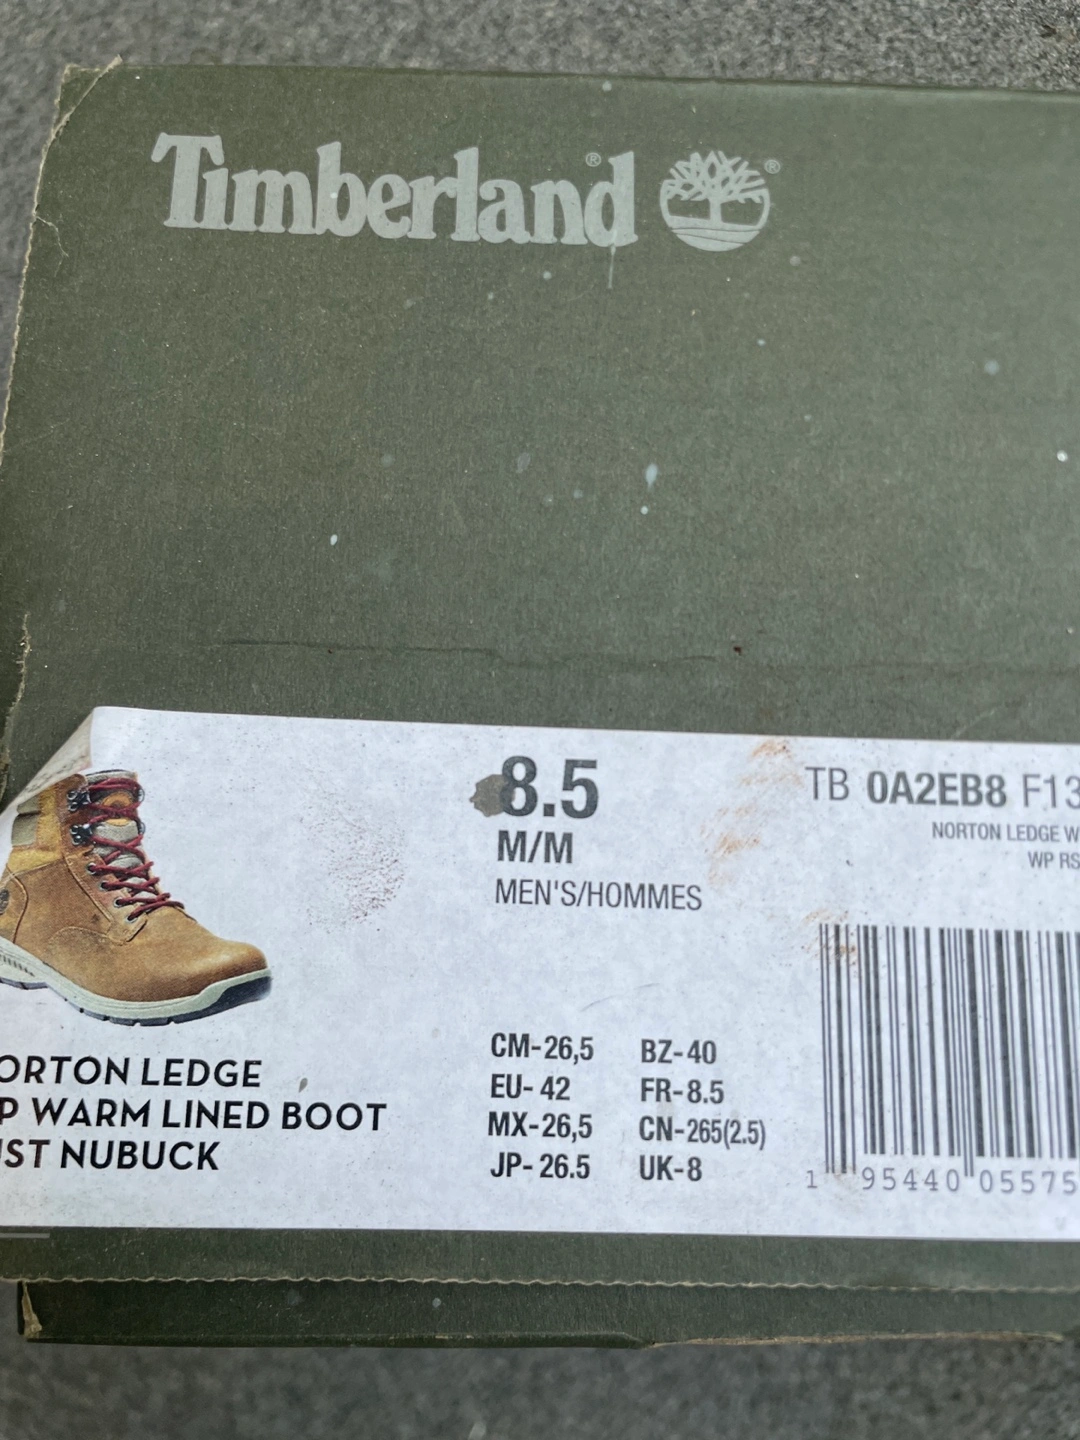 Timberland® ®
8.5
M/M
MEN'S/HOMMES
TB 0A2EB8 F13
NORTON LEDGE W
WP RS
ORTON LEDGE
P WARM LINED BOOT
UST NUBUCK
CM-26,5 BZ-40
EU- 42 FR-8.5
MX-26,5 CN-265(2.5)
JP- 26.5 UK-8
1 95440 05575